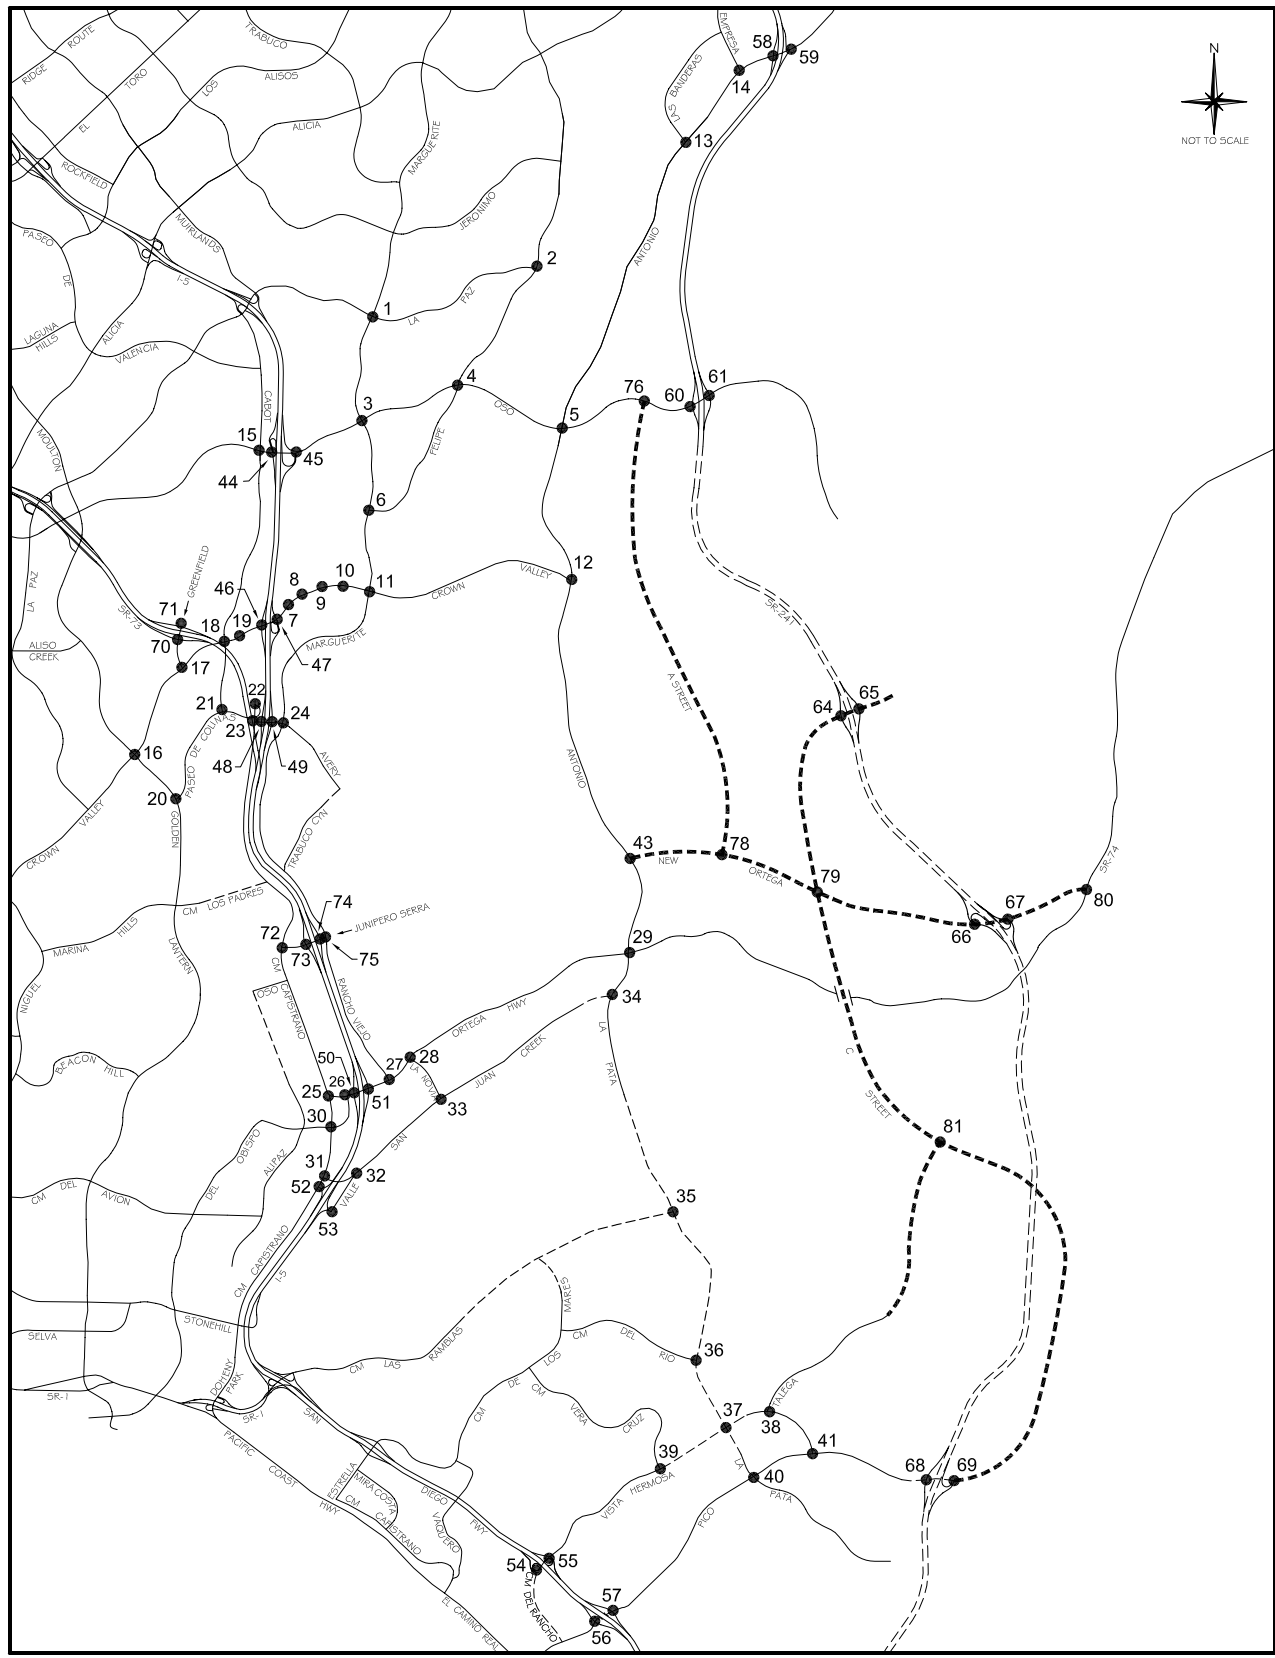 RIDGE ROUTE
TRABUCO
EMPRESA
58
59
14
N
NOT TO SCALE
EL TORO
LOS ALISOS
LAS BANDERAS
ALICIA
13
ROCKFIELD
MARGUERITE
JERONIMO
MUIRLANDS
PASEO DE VALENCIA
I-5
ANTONIO
2
1
LA PAZ
LAGUNA HILLS
ALICIA
4
61
76
60
CABOT
3
OSO
5
15
44
45
FELIPE
MOULTON
6
GREENFIELD
LA PAZ
SR-73
46
8
10
9
11
12
CROWN VALLEY
SR-241
71
70
18
19
7
47
MARGUERITE
ALISO CREEK
17
A STREET
21
22
23
24
64
65
PASEO DE COLINAS
16
48
49
AVERY
ANTONIO
20
GOLDEN LANTERN
CROWN VALLEY
TRABUCO CYN
43
NEW ORTEGA
78
79
SR-74
80
67
66
CM LOS PADRES
MARINA HILLS
74
JUNIPERO SERRA
72
73
75
29
NIGUEL
OSO
CM CAPISTRANO
RANCHO VIEJO
ORTEGA HWY
34
LA PATA
C STREET
BEACON HILL
50
27
28
LA NOVIA
SAN JUAN CREEK
25
26
51
33
30
81
DEL OBISPO
ALIPAZ
31
32
52
VALLE
53
CM DEL AVION
35
CM CAPISTRANO
I-5
MARES
STONEHILL
SELVA
CM LAS RAMBLAS
CM DEL RIO
36
DOHENY PARK
SR-1
SR-1
CM DE LOS
CM VERA CRUZ
TALEGA
37
38
SAN DIEGO FWY
PACIFIC COAST HWY
39
41
LA PATA
40
68
69
ESTRELLA
MIRA COSTA
CM CAPISTRANO
VAQUERO
VISTA HERMOSA
PICO
54
55
CM DEL RANCHO
57
56
EL CAMINO REAL